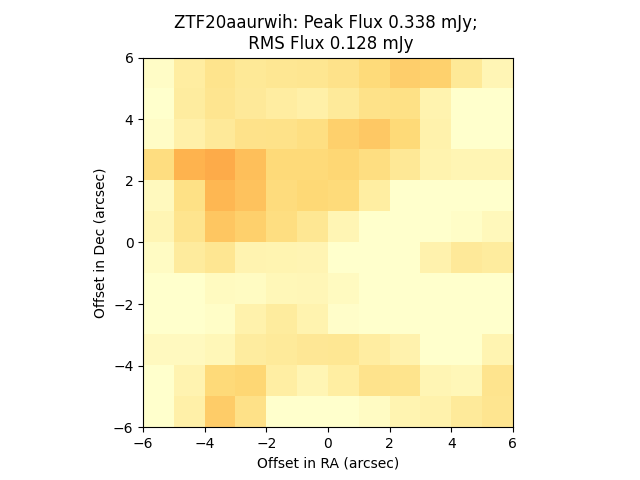 ZTF20aaurwih: Peak Flux 0.338 mJy;
RMS Flux 0.128 mJy
6
4
2
0
−2
−4
−6
Offset in Dec (arcsec)
−6 −4 −2 0 2 4 6
Offset in RA (arcsec)